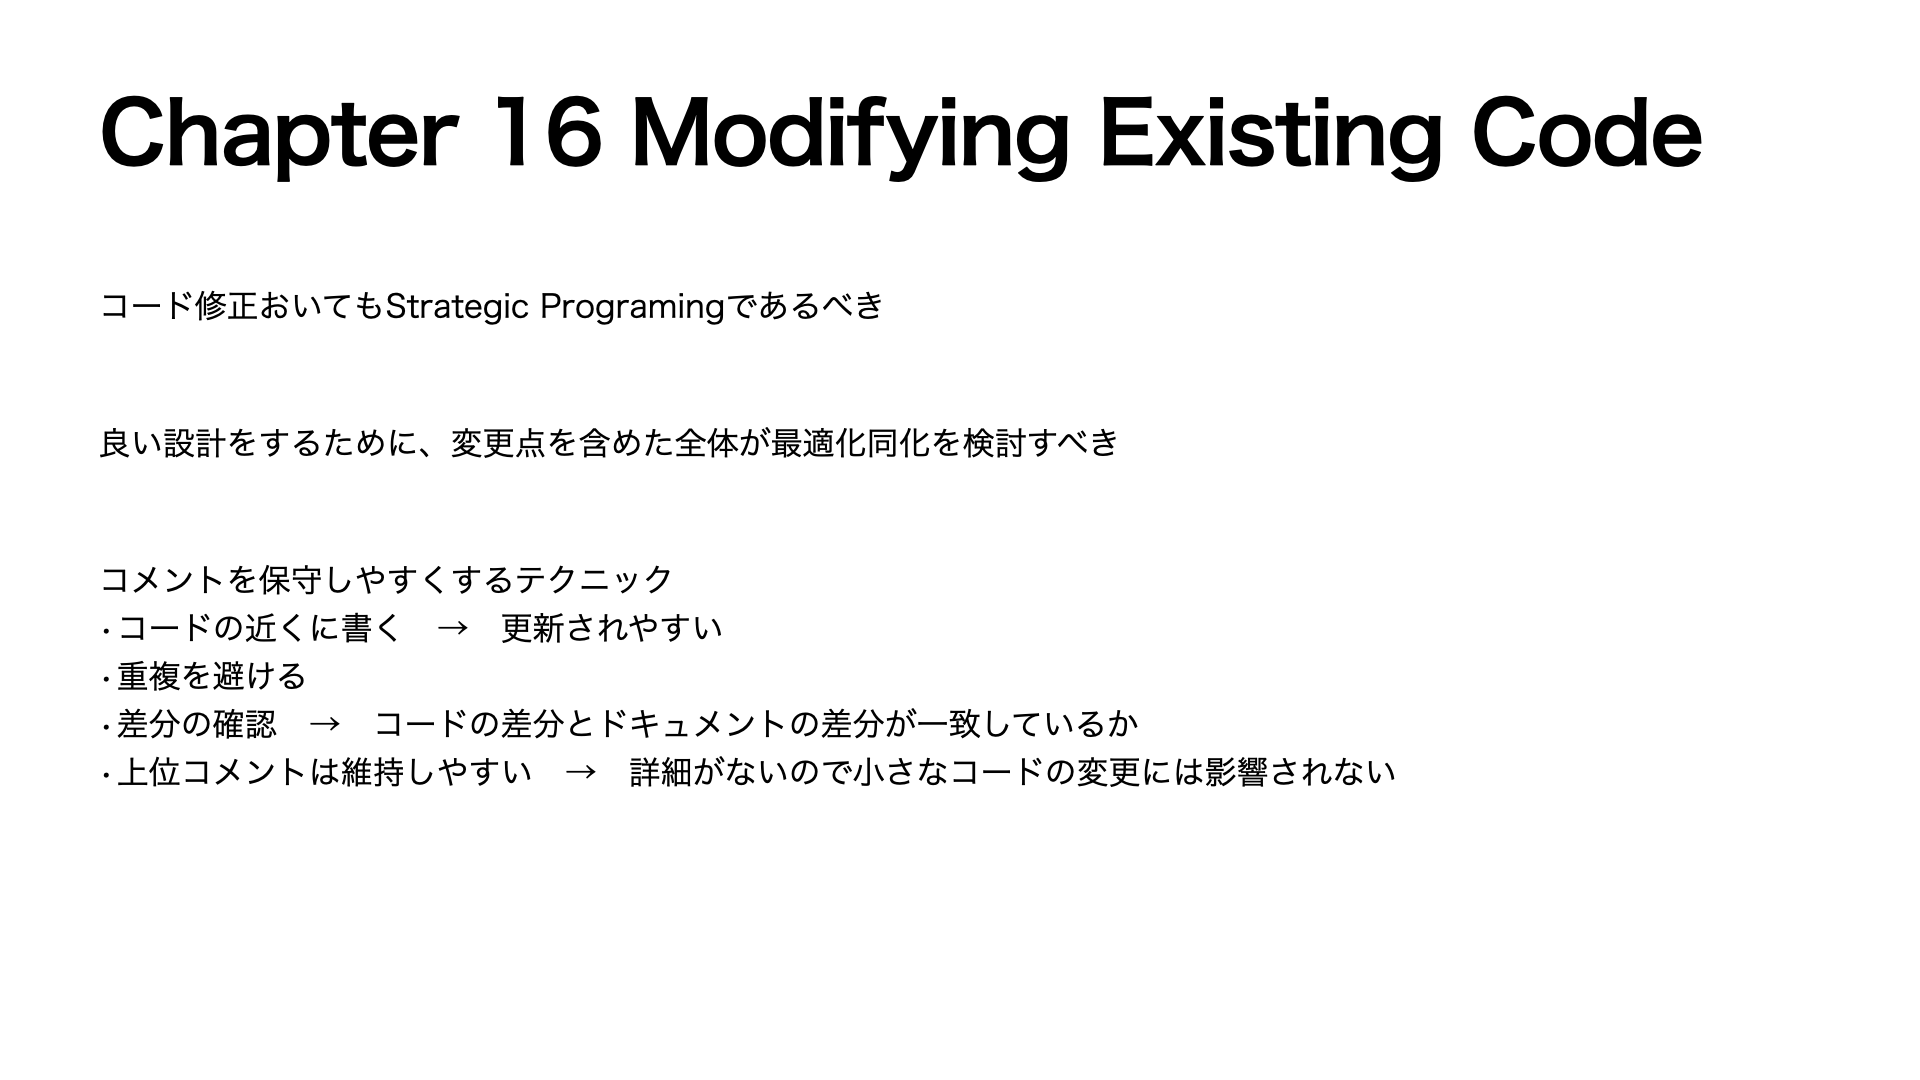 Chapter 16 Modifying Existing Code
コード修正おいてもStrategic Programingであるべき
良い設計をするために、変更点を含めた全体が最適化同化を検討すべき
コメントを保守しやすくするテクニック
・コードの近くに書く　→　更新されやすい
・重複を避ける
・差分の確認　→　コードの差分とドキュメントの差分が一致しているか
・上位コメントは維持しやすい　→　詳細がないので小さなコードの変更には影響されない